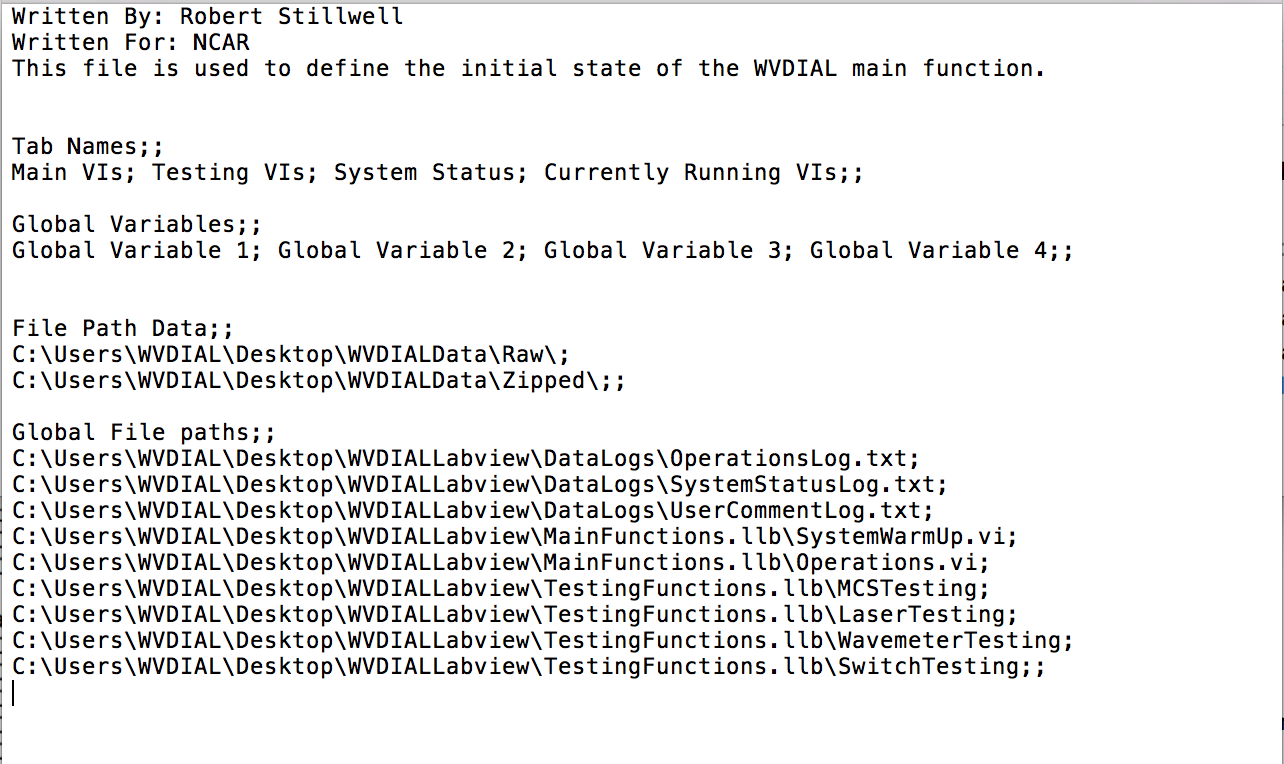 Written By: Robert Stillwell
Written For: NCAR
This file is used to define the initial state of the WVDIAL main function.
Tab Names;;
Main VIs; Testing VIs; System Status; Currently Running VIs;;
Global Variables;;
Global Variable 1; Global Variable 2; Global Variable 3; Global Variable 4;;
File Path Data;;
C:\Users\WVDIAL\Desktop\WVDIALData\Raw\;
C:\Users\WVDIAL\Desktop\WVDIALData\Zipped\;;
Global File paths;;
C:\Users\WVDIAL\Desktop\WVDIALLabview\DataLogs\OperationsLog.txt;
C:\Users\WVDIAL\Desktop\WVDIALLabview\DataLogs\SystemStatusLog.txt;
C:\Users\WVDIAL\Desktop\WVDIALLabview\DataLogs\UserCommentLog.txt;
C:\Users\WVDIAL\Desktop\WVDIALLabview\MainFunctions.llb\SystemWarmUp.vi;
C:\Users\WVDIAL\Desktop\WVDIALLabview\MainFunctions.llb\Operations.vi;
C:\Users\WVDIAL\Desktop\WVDIALLabview\TestingFunctions.llb\MCSTesting;
C:\Users\WVDIAL\Desktop\WVDIALLabview\TestingFunctions.llb\LaserTesting;
C:\Users\WVDIAL\Desktop\WVDIALLabview\TestingFunctions.llb\WavemeterTesting;
C:\Users\WVDIAL\Desktop\WVDIALLabview\TestingFunctions.llb\SwitchTesting;;